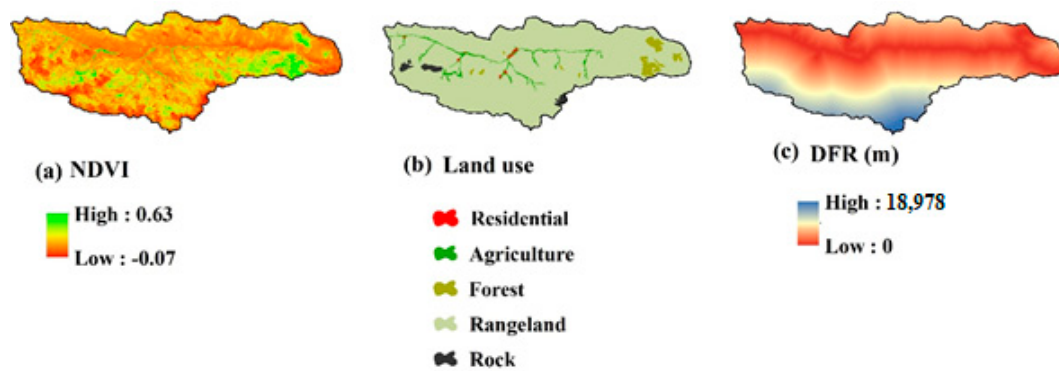 (a) NDVI
High : 0.63
Low : -0.07
(b) Land use
Residential
Agriculture
Forest
Rangeland
Rock
(c) DFR (m)
High : 18,978
Low : 0